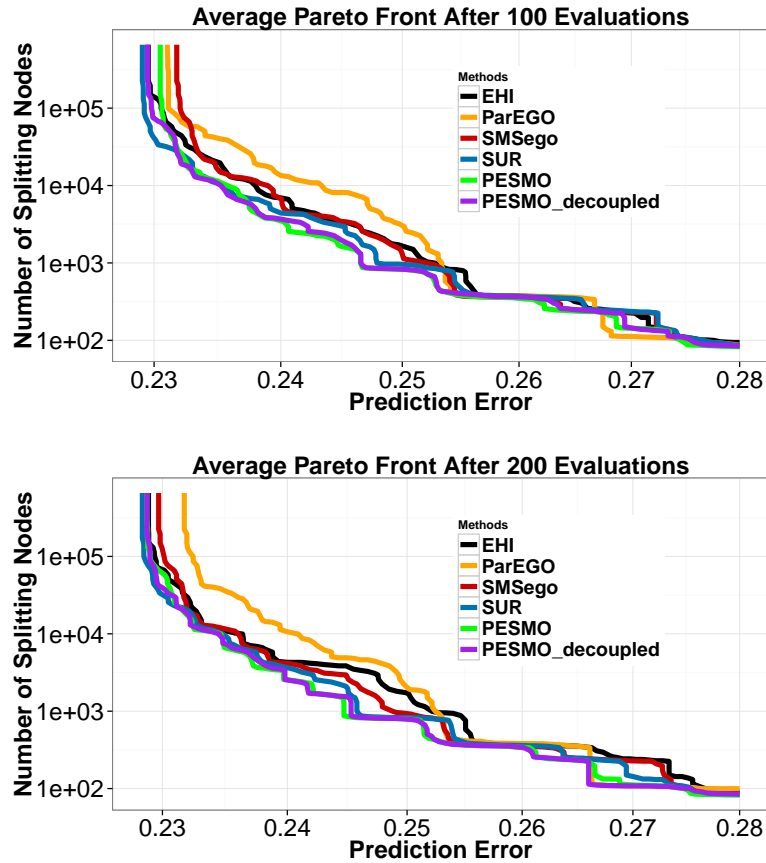 Average Pareto Front After 100 Evaluations
Number of Splitting Nodes
1e+05
1e+04
1e+03
1e+02
Methods
EHI
ParEGO
SMSego
SUR
PESMO
PESMO_decoupled
0.23 0.24 0.25 0.26 0.27 0.28
Prediction Error
Average Pareto Front After 200 Evaluations
Number of Splitting Nodes
1e+05
1e+04
1e+03
1e+02
Methods
EHI
ParEGO
SMSego
SUR
PESMO
PESMO_decoupled
0.23 0.24 0.25 0.26 0.27 0.28
Prediction Error